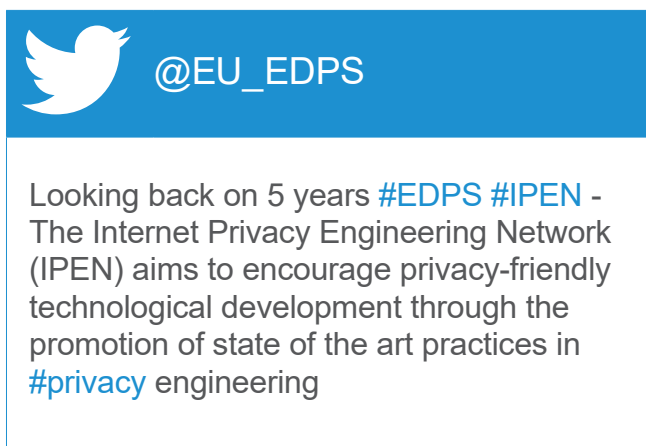 @EU_EDPS
Looking back on 5 years #EDPS #IPEN -
The Internet Privacy Engineering Network
(IPEN) aims to encourage privacy-friendly
technological development through the
promotion of state of the art practices in
#privacy engineering